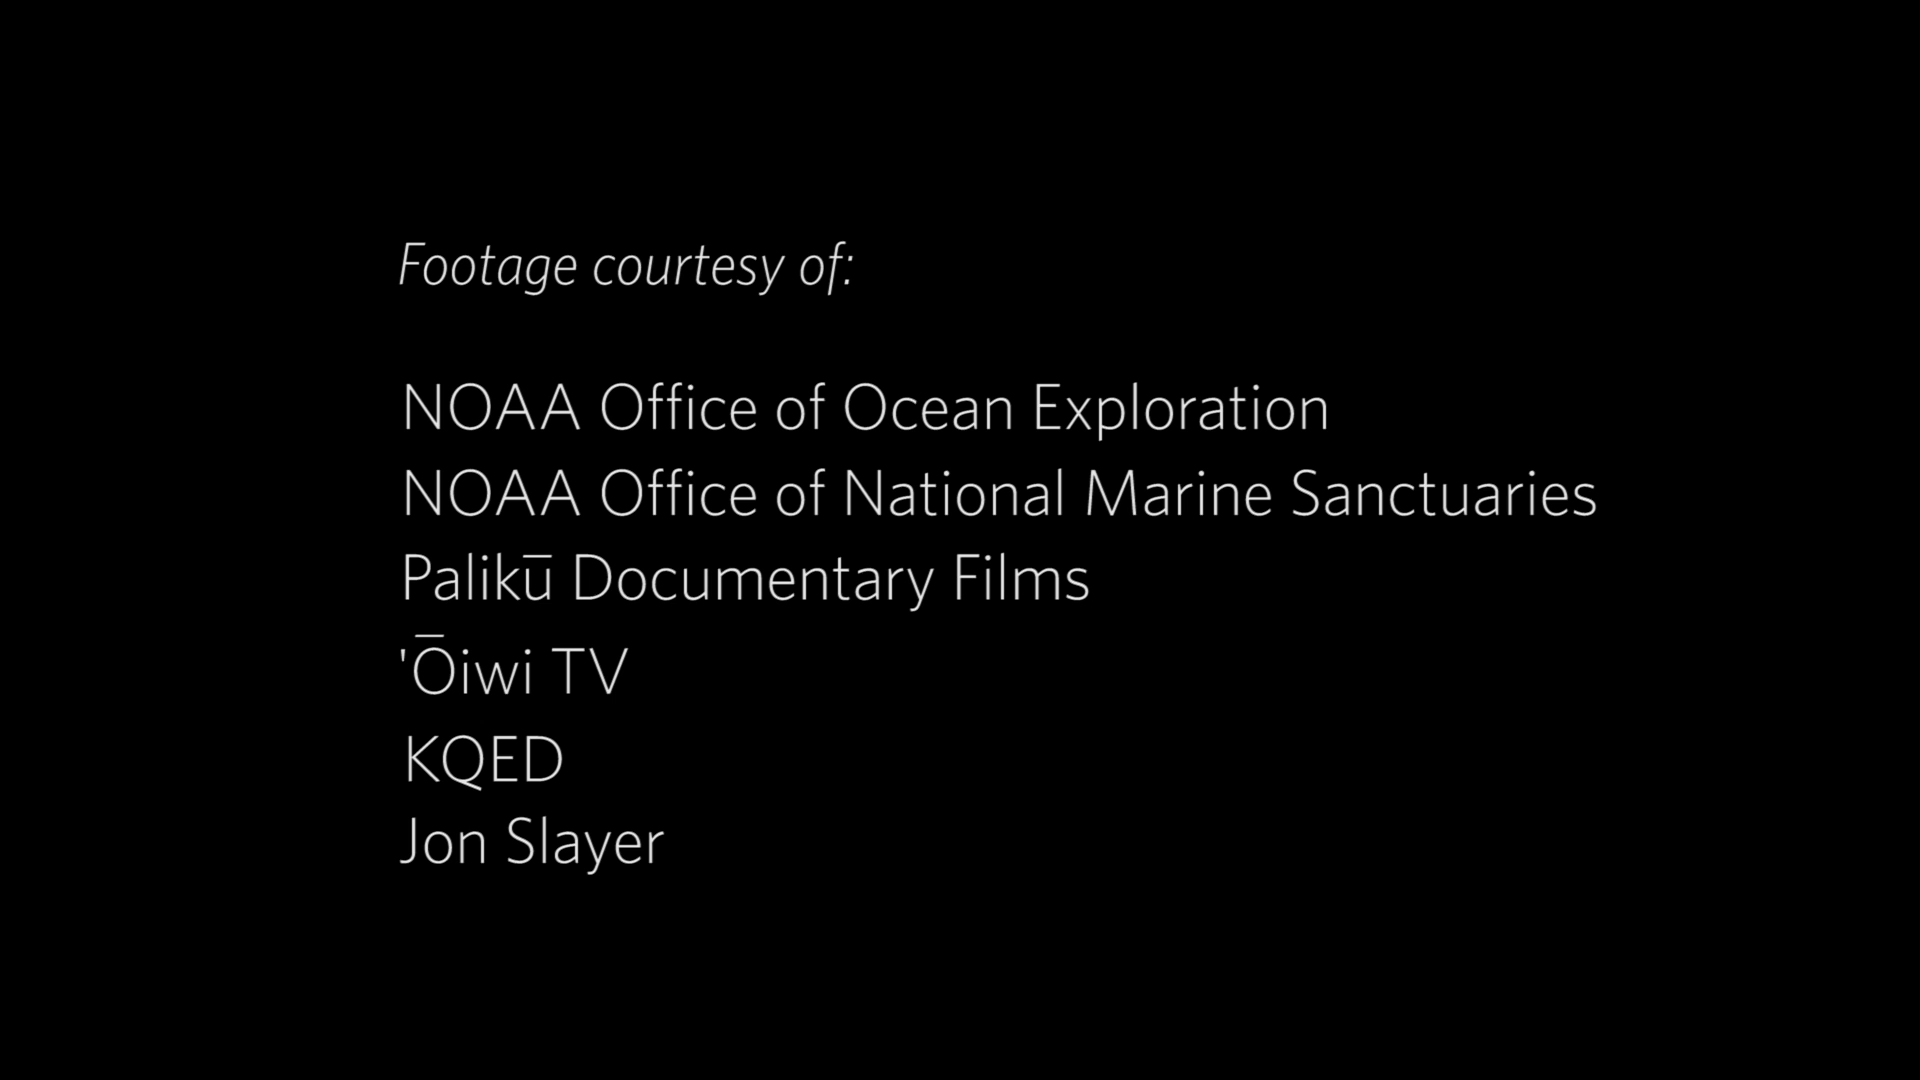 Footage courtesy of:
NOAA Office of Ocean Exploration
NOAA Office of National Marine Sanctuaries
Palikū Documentary Films
'Ōiwi TV
KQED
Jon Slayer